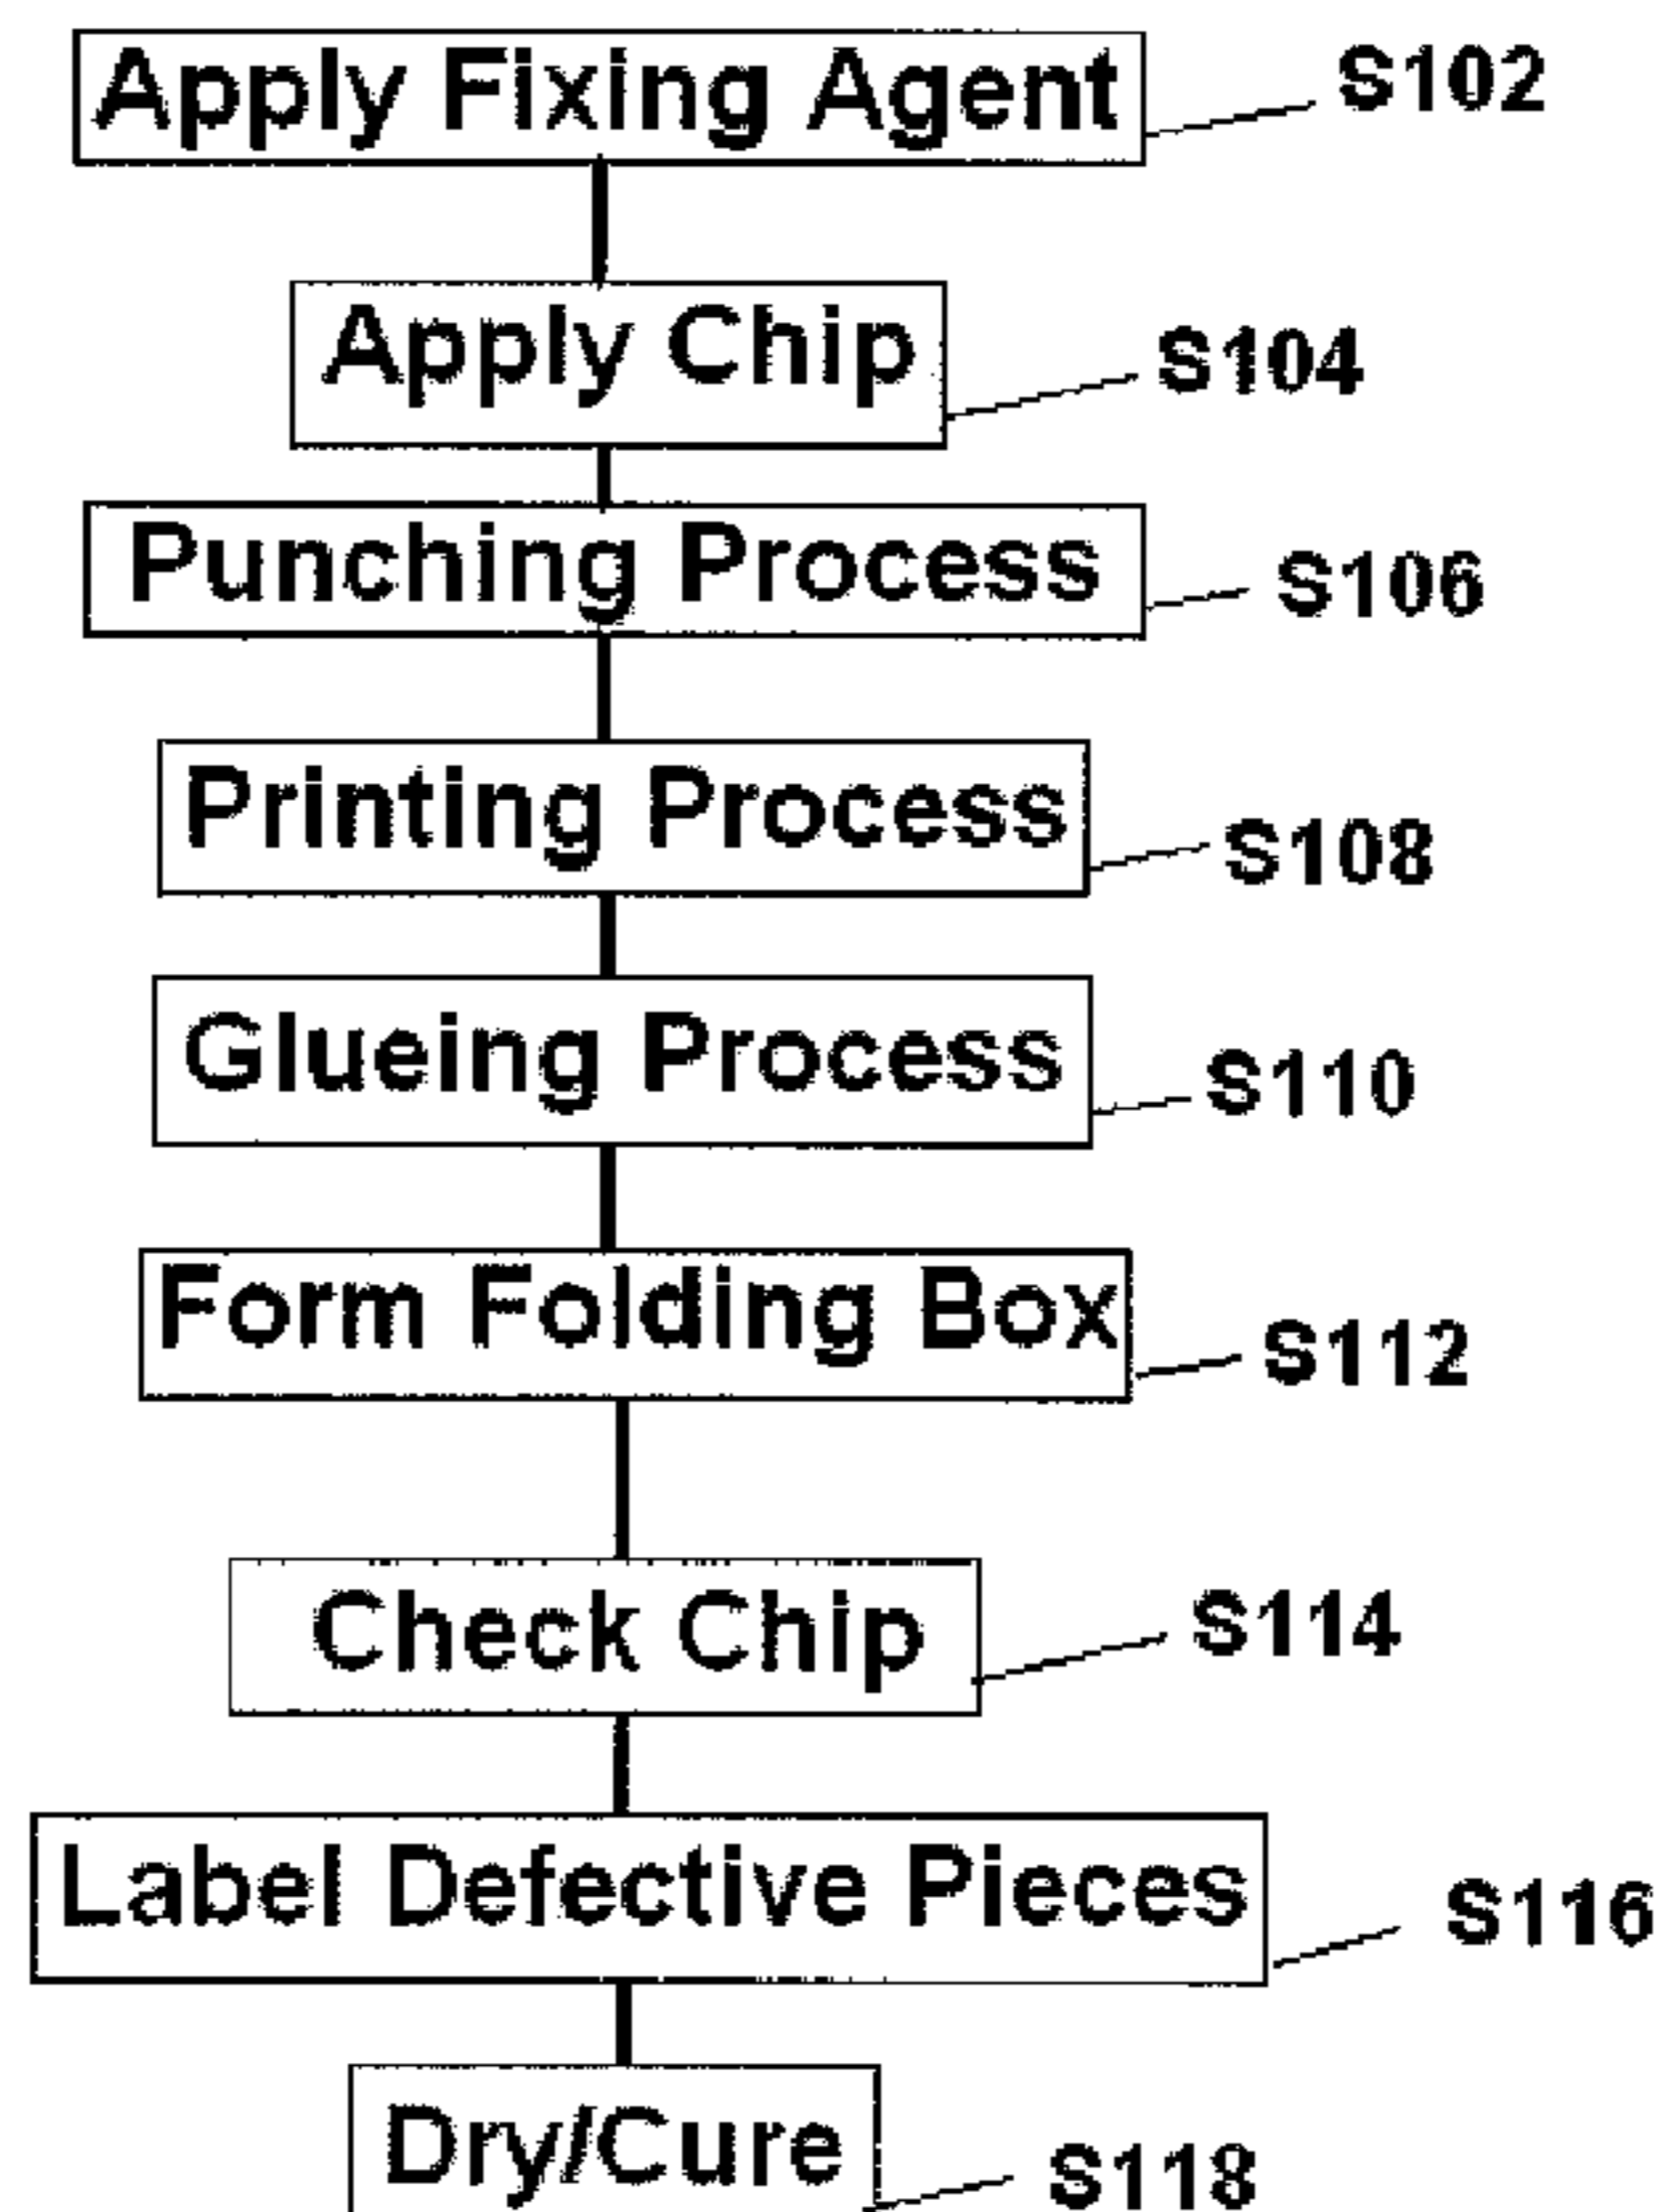 Apply Fixing Agent S102
Apply Chip S104
Punching Process S106
Printing Process S108
Glueing Process S110
Form Folding Box S112
Check Chip S114
Label Defective Pieces S116
Dry/Cure S118